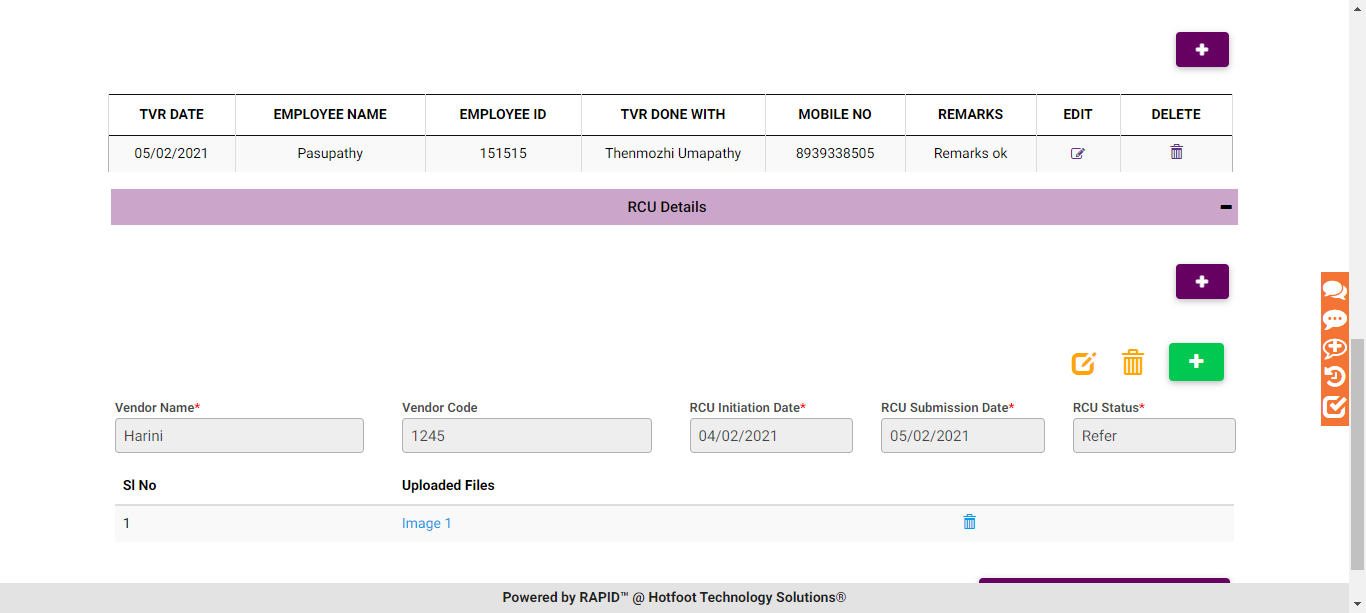 TVR DATE EMPLOYEE NAME EMPLOYEE ID TVR DONE WITH MOBILE NO REMARKS EDIT DELETE
05/02/2021 Pasupathy 151515 Thenmozhi Umapathy 8939338505 Remarks ok
RCU Details
Vendor Name* Vendor Code RCU Initiation Date* RCU Submission Date* RCU Status*
Harini 1245 04/02/2021 05/02/2021 Refer
Sl No Uploaded Files
1 Image 1
Powered by RAPID™ @ Hotfoot Technology Solutions®